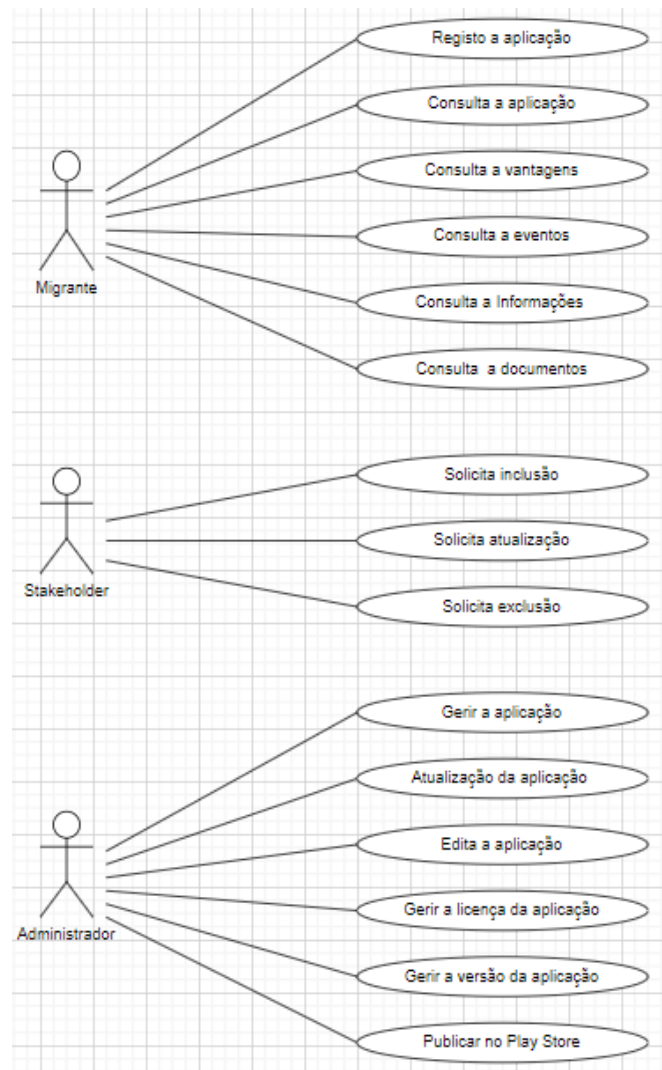 Registo a aplicação
Consulta a aplicação
Consulta a vantagens
Consulta a eventos
Migrante
Consulta a Informações
Consulta a documentos
Solicita inclusão
Solicita atualização
Stakeholder
Solicita exclusão
Gerir a aplicação
Atualização da aplicação
Edita a aplicação
Gerir a licença da aplicação
Administrador
Gerir a versão da aplicação
Publicar no Play Store